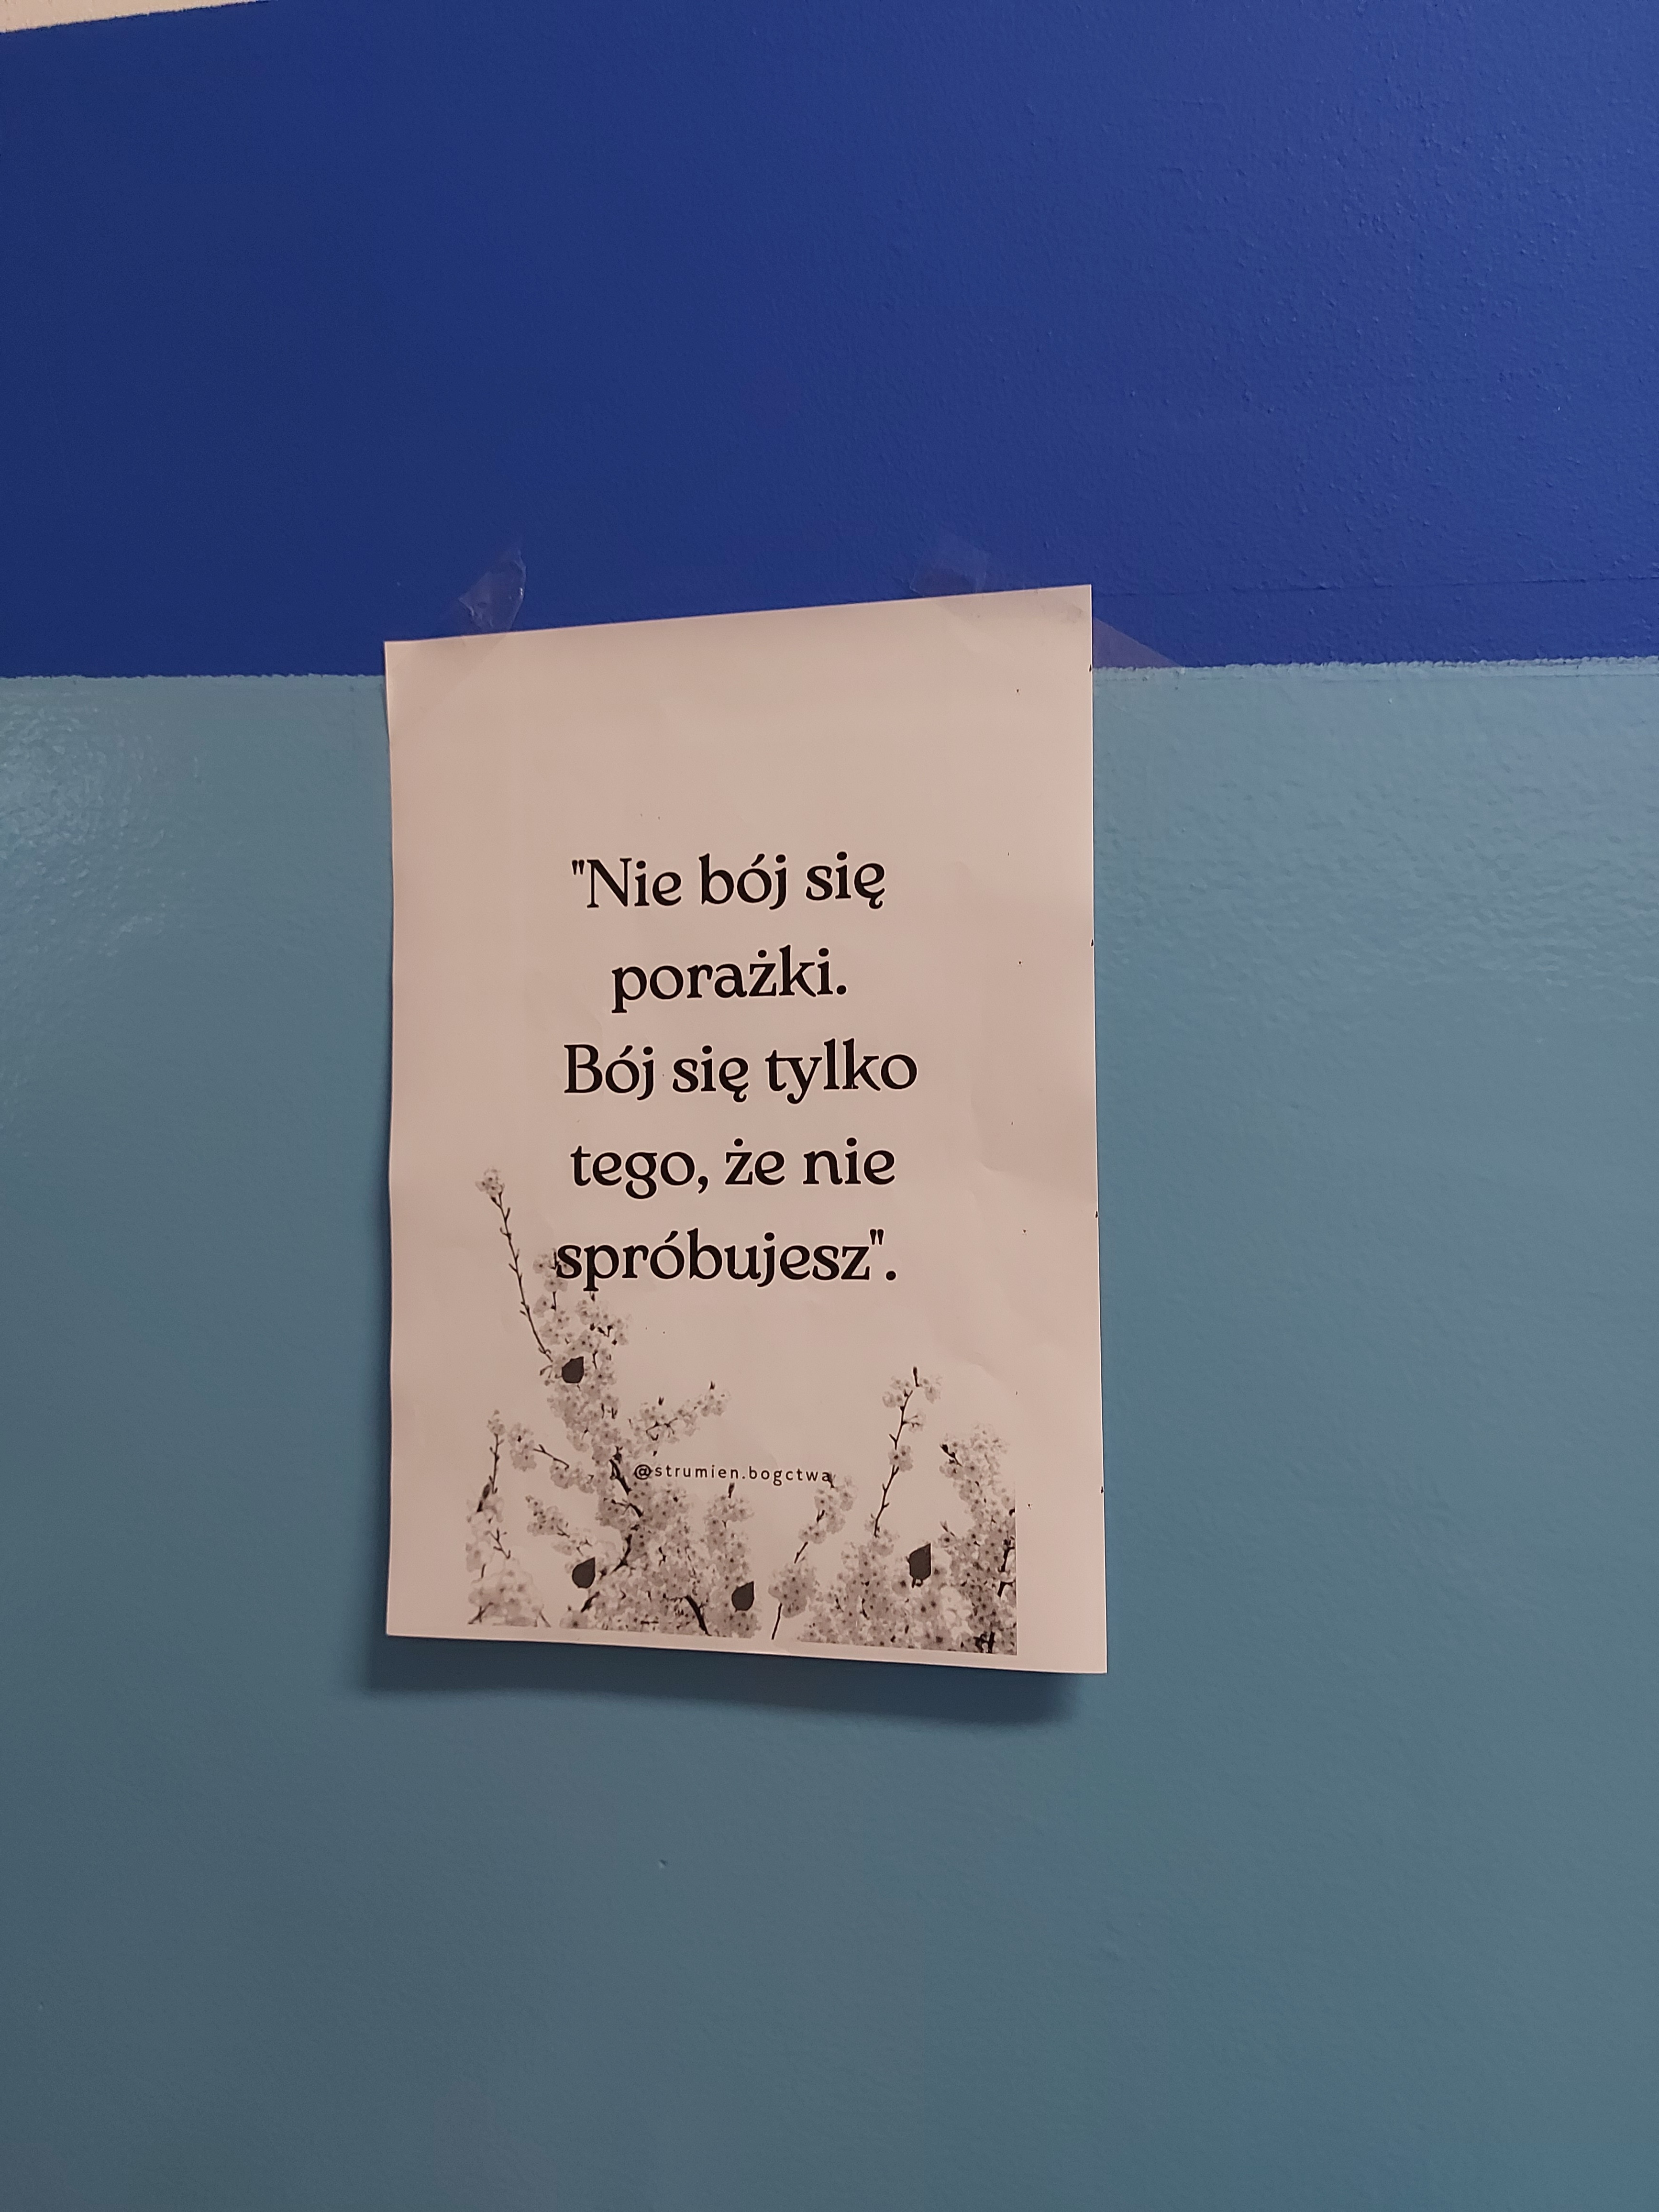 "Nie bój się
porażki.
Bój się tylko
tego, że nie
spróbujesz".
@strumien.bogctwa